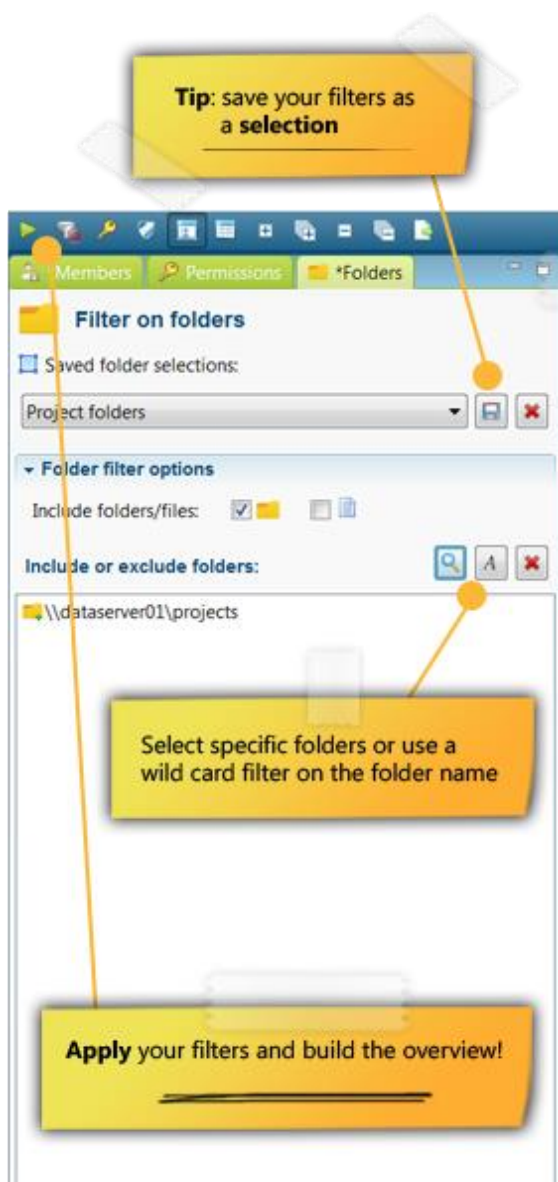 Tip: save your filters as
a selection
Members Permissions *Folders
Filter on folders
Saved folder selections:
Project folders
Folder filter options
Include folders/files:
Include or exclude folders:
A
\\dataserver01\projects
Select specific folders or use a
wild card filter on the folder name
Apply your filters and build the overview!